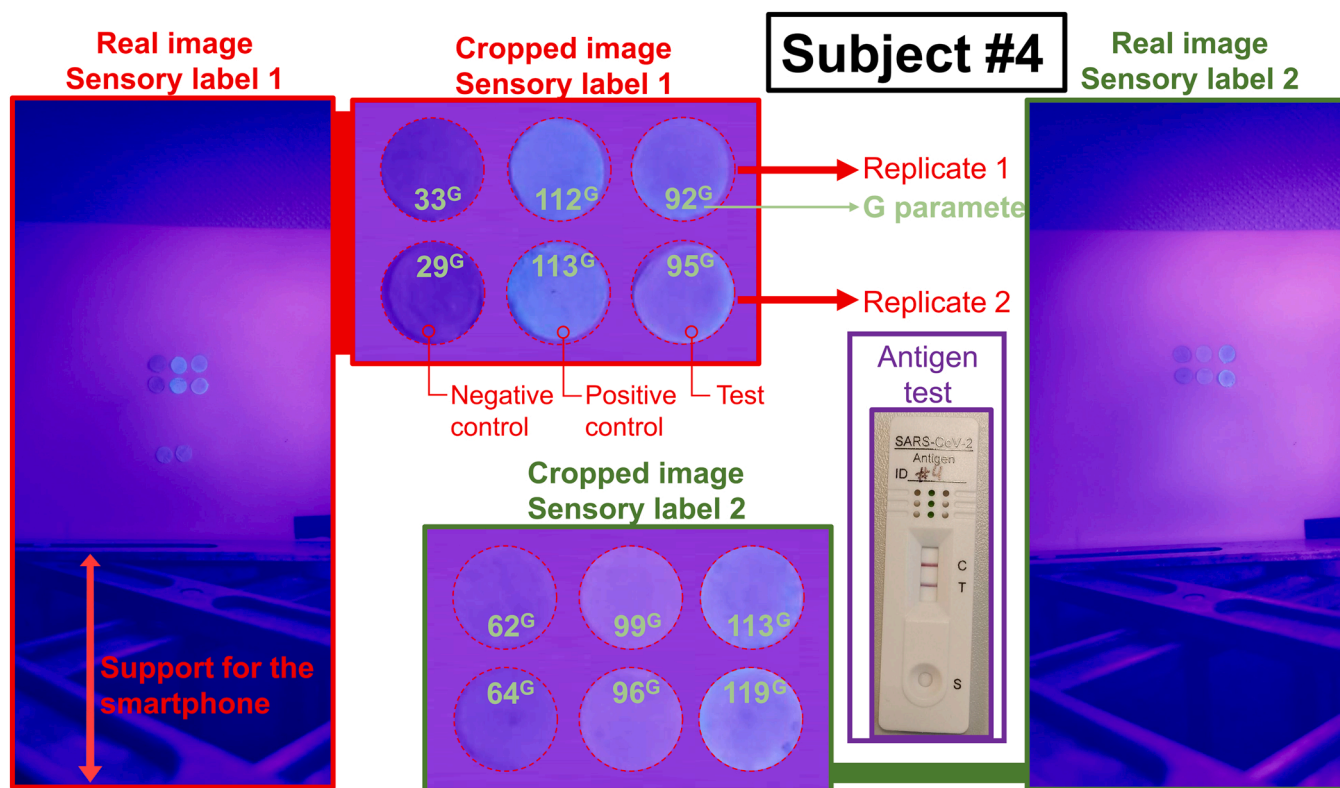 Real image
Sensory label 1
Cropped image
Sensory label 1
Subject #4
Real image
Sensory label 2
33G
112G
92G
Replicate 1
G paramete
29G
113G
95G
Replicate 2
Negative
control
Positive
control
Test
Antigen
test
SARS-CoV-2
Antigen
ID #4
C
T
S
Cropped image
Sensory label 2
62G
99G
113G
64G
96G
119G
Support for the
smartphone